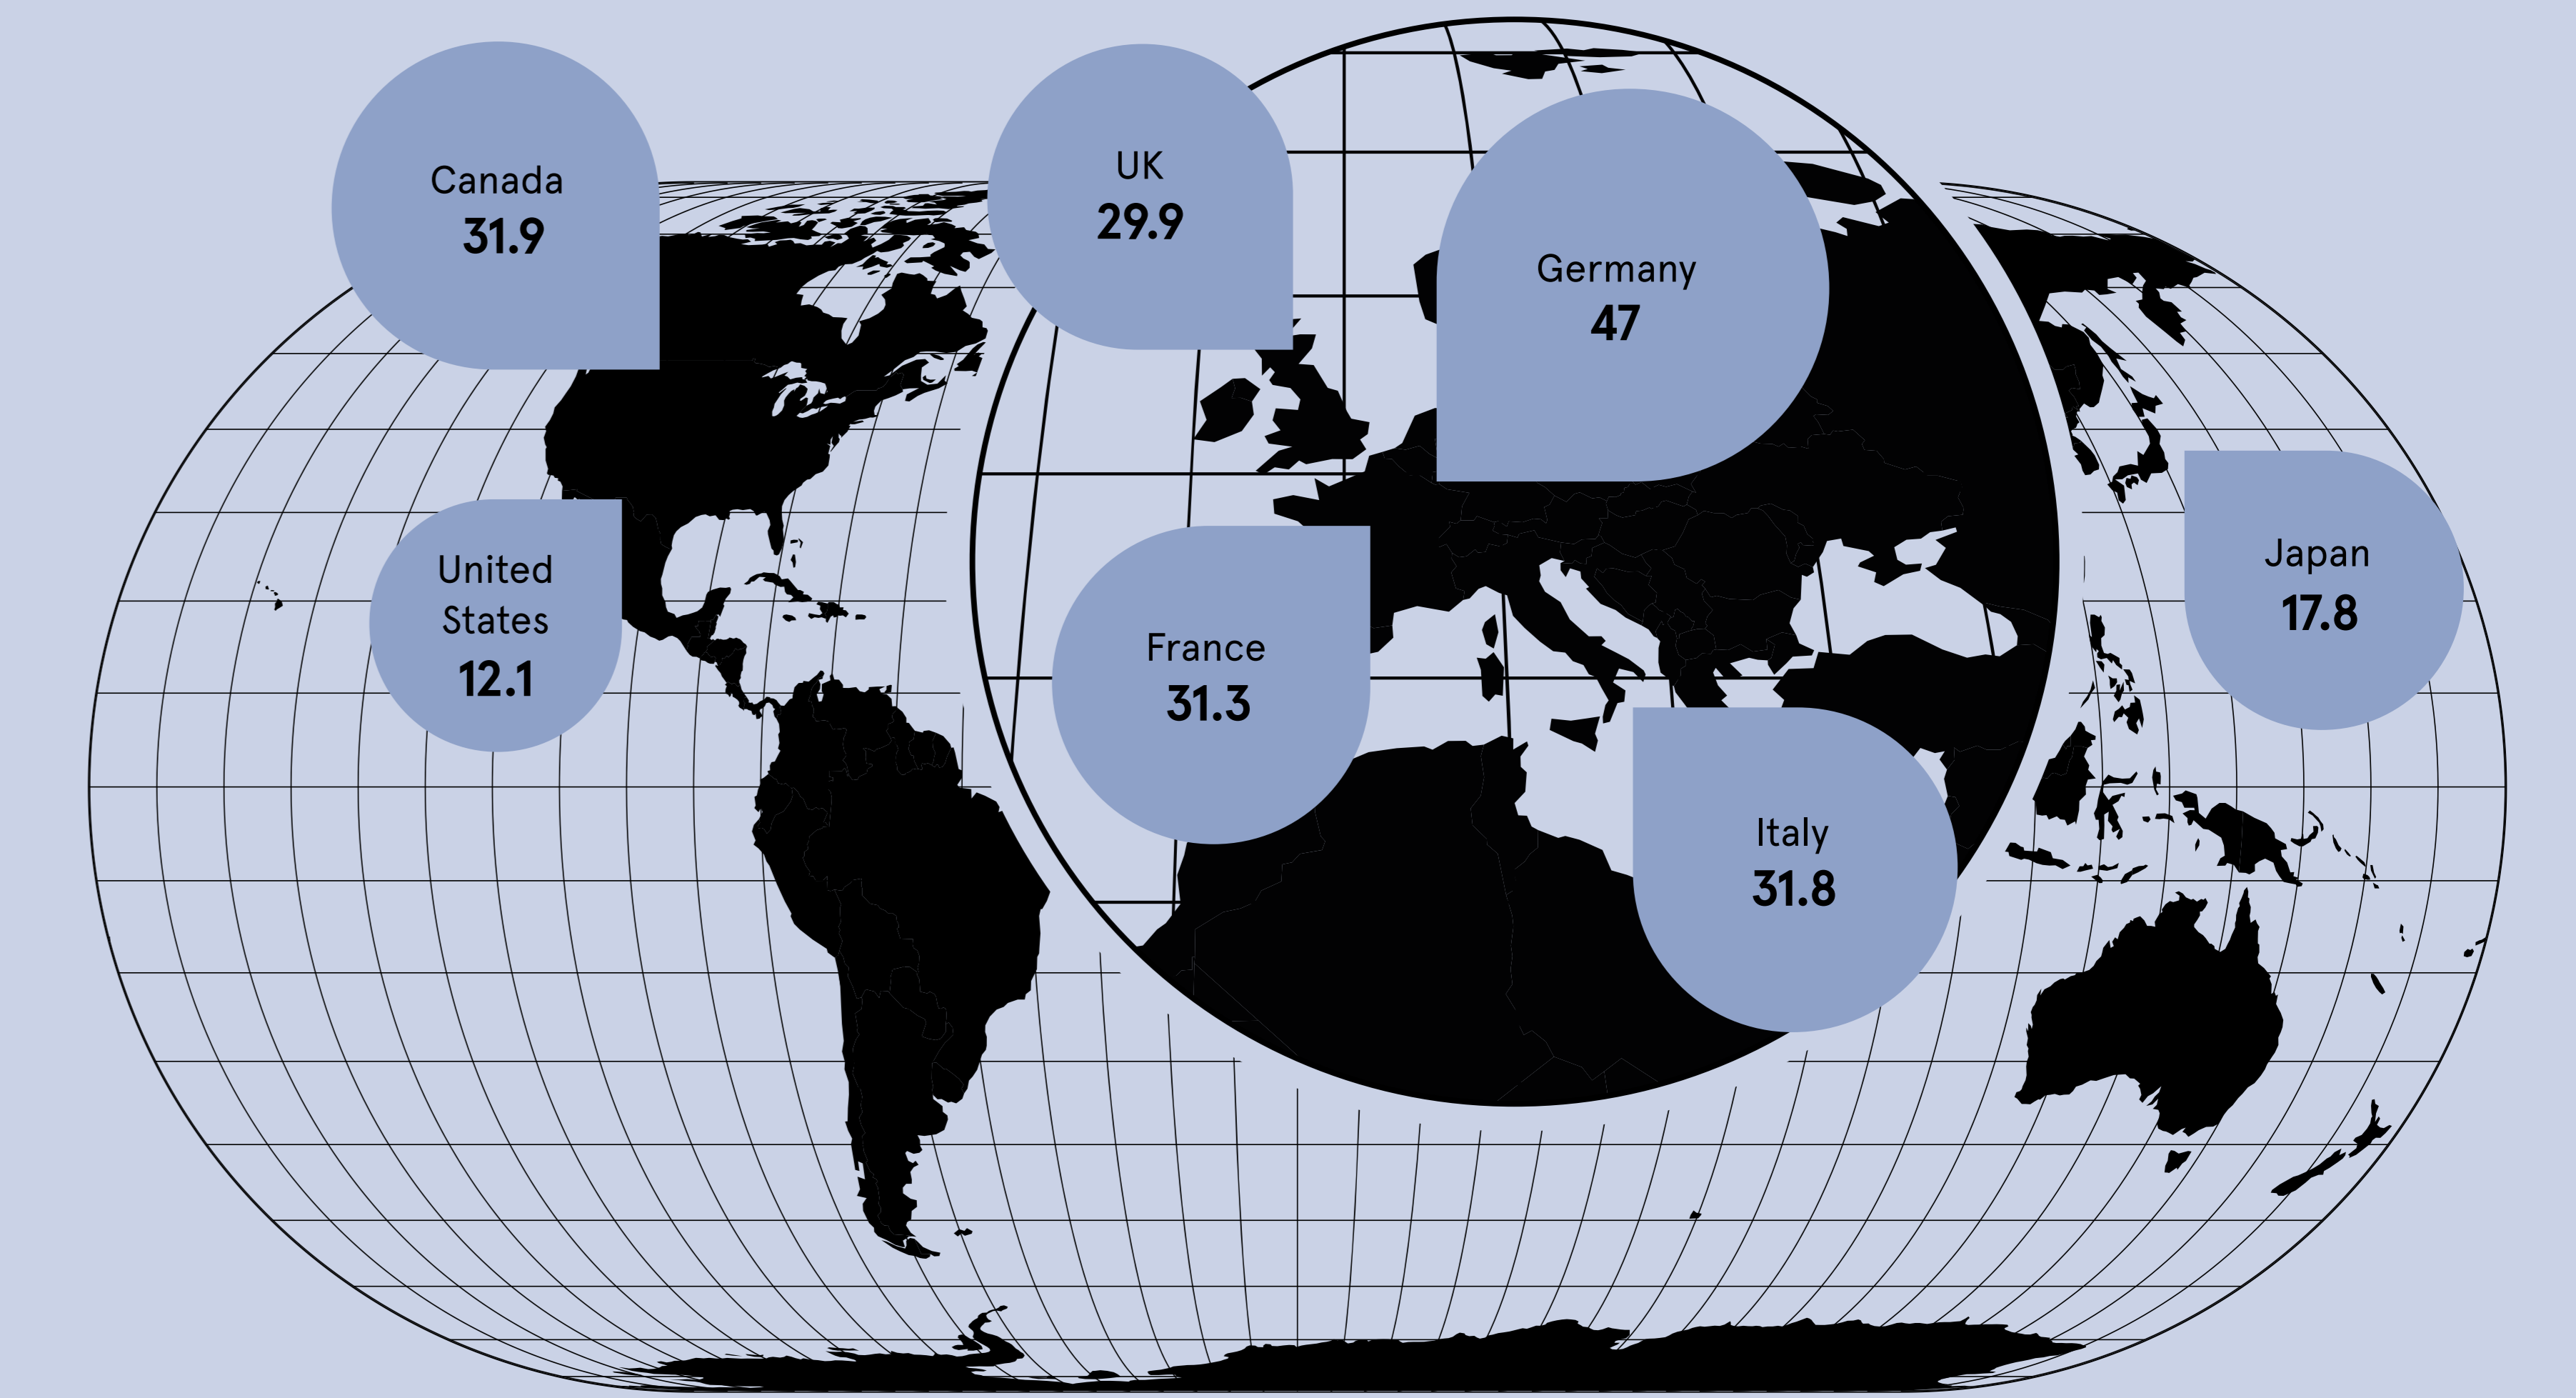 Canada
31.9
UK
29.9
Germany
47
United
States
12.1
France
31.3
Japan
17.8
Italy
31.8